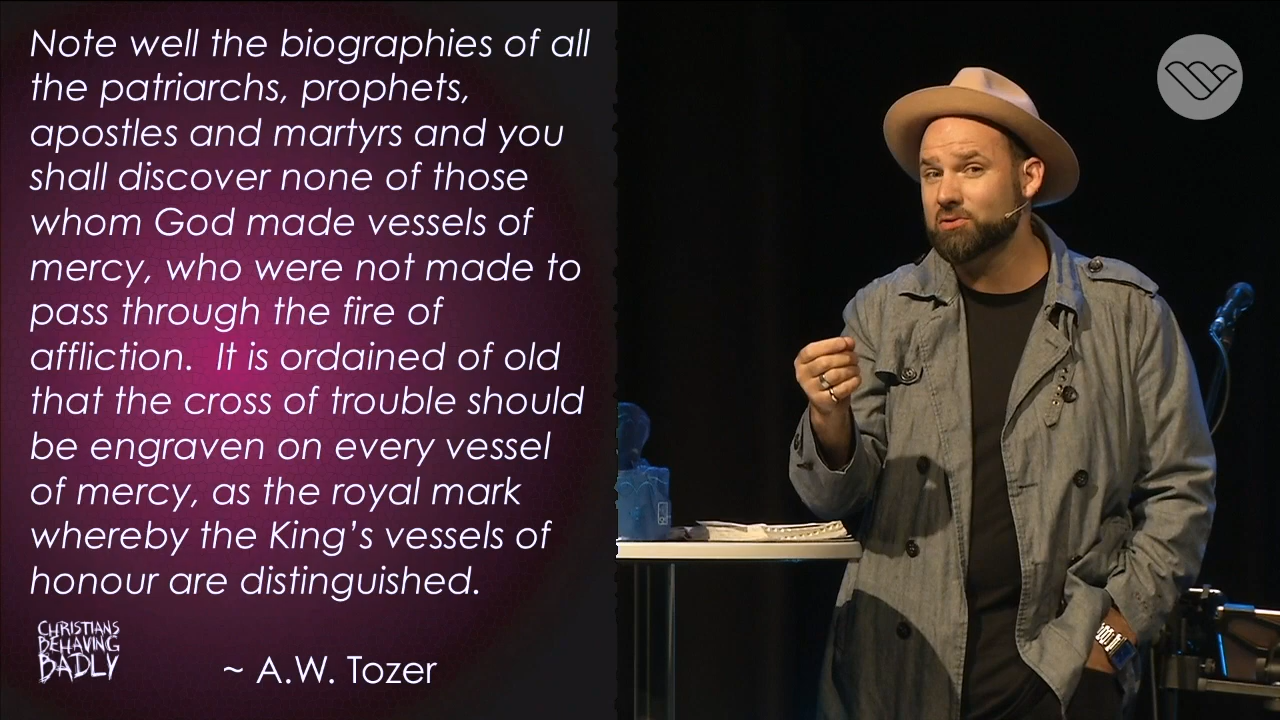 Note well the biographies of all
the patriarchs, prophets,
apostles and martyrs and you
shall discover none of those
whom God made vessels of
mercy, who were not made to
pass through the fire of
affliction.  It is ordained of old
that the cross of trouble should
be engraven on every vessel
of mercy, as the royal mark
whereby the King's vessels of
honour are distinguished.
CHRISTIANS
BEHAVING
BADLY
~ A.W. Tozer